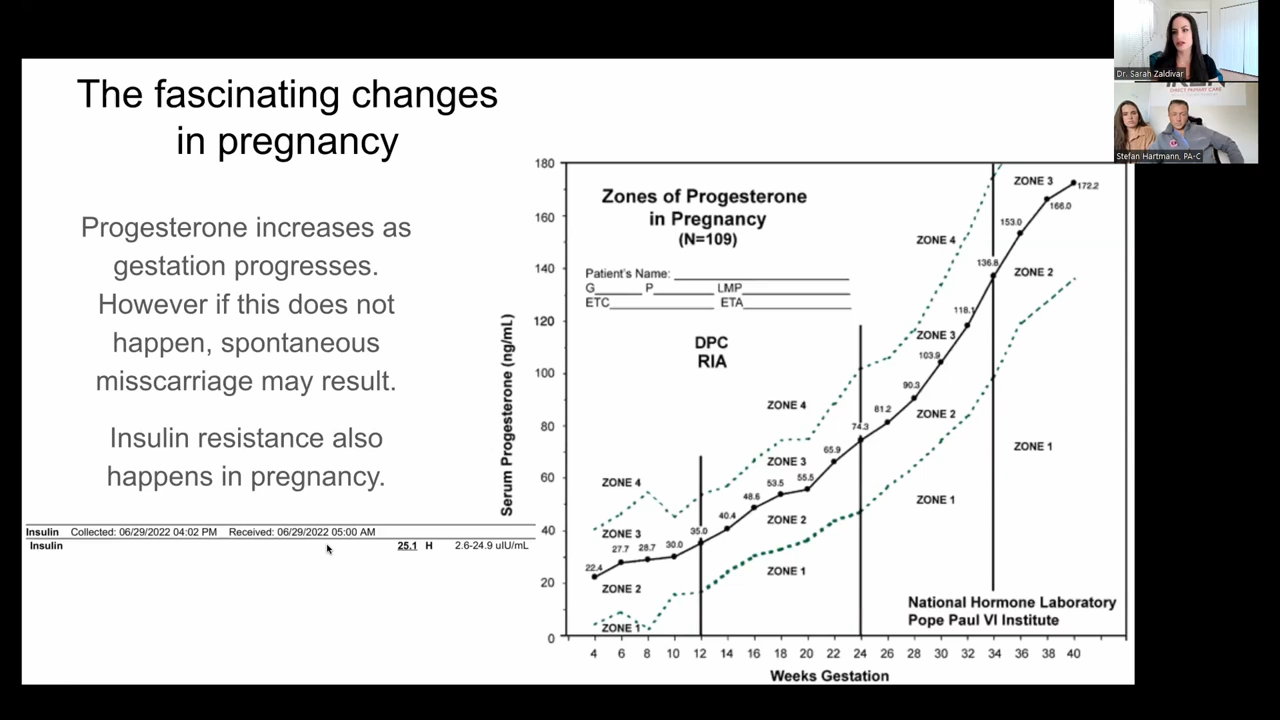 The fascinating changes
in pregnancy
Progesterone increases as
gestation progresses.
However if this does not
happen, spontaneous
misscarriage may result.
Insulin resistance also
happens in pregnancy.
Insulin Collected: 06/29/2022 04:02 PM Received: 06/29/2022 05:00 AM
Insulin 25.1 H 2.6-24.9 uIU/mL
Zones of Progesterone
in Pregnancy
(N=109)
Patient's Name:
G P LMP
ETC ETA
DPC
RIA
Serum Progesterone (ng/mL)
180
160
140
120
100
80
60
40
20
0
ZONE 4
ZONE 3
ZONE 2
ZONE 1
ZONE 4
ZONE 3
ZONE 2
ZONE 1
ZONE 4
ZONE 3
ZONE 2
ZONE 1
ZONE 3
ZONE 2
ZONE 1
22.4
27.7
28.7
30.0
35.0
40.4
48.6
53.5
55.5
65.9
74.3
81.2
90.3
103.9
118.1
136.8
153.0
166.0
172.2
National Hormone Laboratory
Pope Paul VI Institute
4 6 8 10 12 14 16 18 20 22 24 26 28 30 32 34 36 38 40
Weeks Gestation
Dr. Sarah Zaldivar
DIRECT PRIMARY CARE
Stefan Hartmann, PA-C